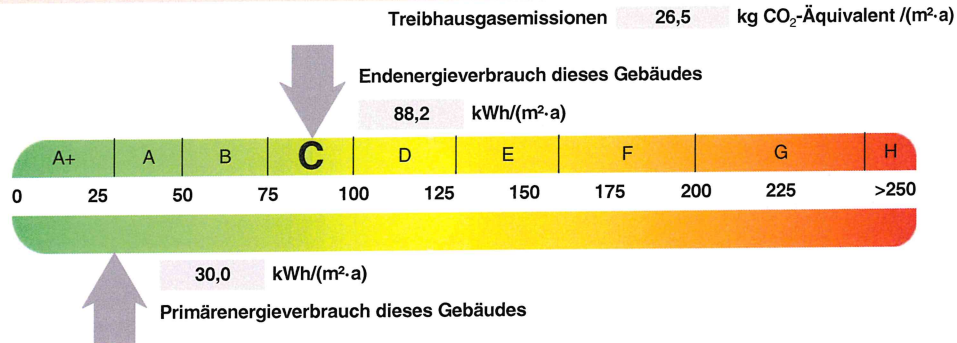 Treibhausgasemissionen 26,5 kg CO₂-Äquivalent /(m²·a)
Endenergieverbrauch dieses Gebäudes
88,2 kWh/(m²·a)
A+ A B C D E F G H
0 25 50 75 100 125 150 175 200 225 >250
30,0 kWh/(m²·a)
Primärenergieverbrauch dieses Gebäudes